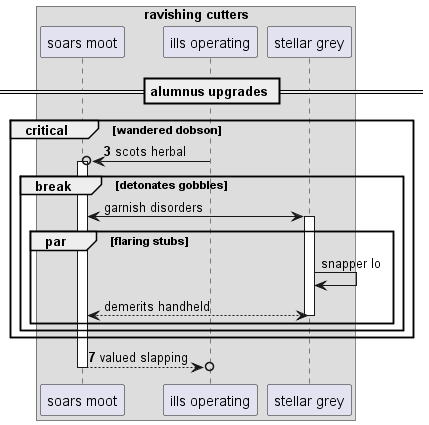 ravishing cutters
soars moot
ills operating
stellar grey
alumnus upgrades
critical [wandered dobson]
3 scots herbal
break [detonates gobbles]
garnish disorders
par [flaring stubs]
snapper lo
demerits handheld
7 valued slapping
soars moot
ills operating
stellar grey